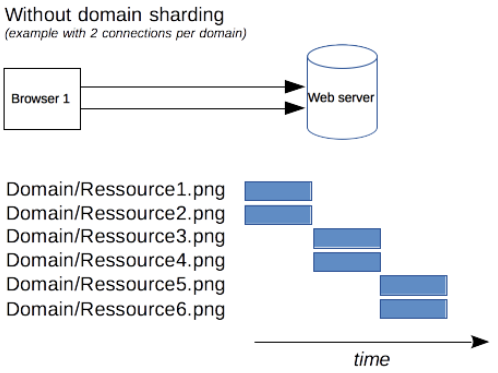 Without domain sharding
(example with 2 connections per domain)
Browser 1
Web server
Domain/Ressource1.png
Domain/Ressource2.png
Domain/Ressource3.png
Domain/Ressource4.png
Domain/Ressource5.png
Domain/Ressource6.png
time